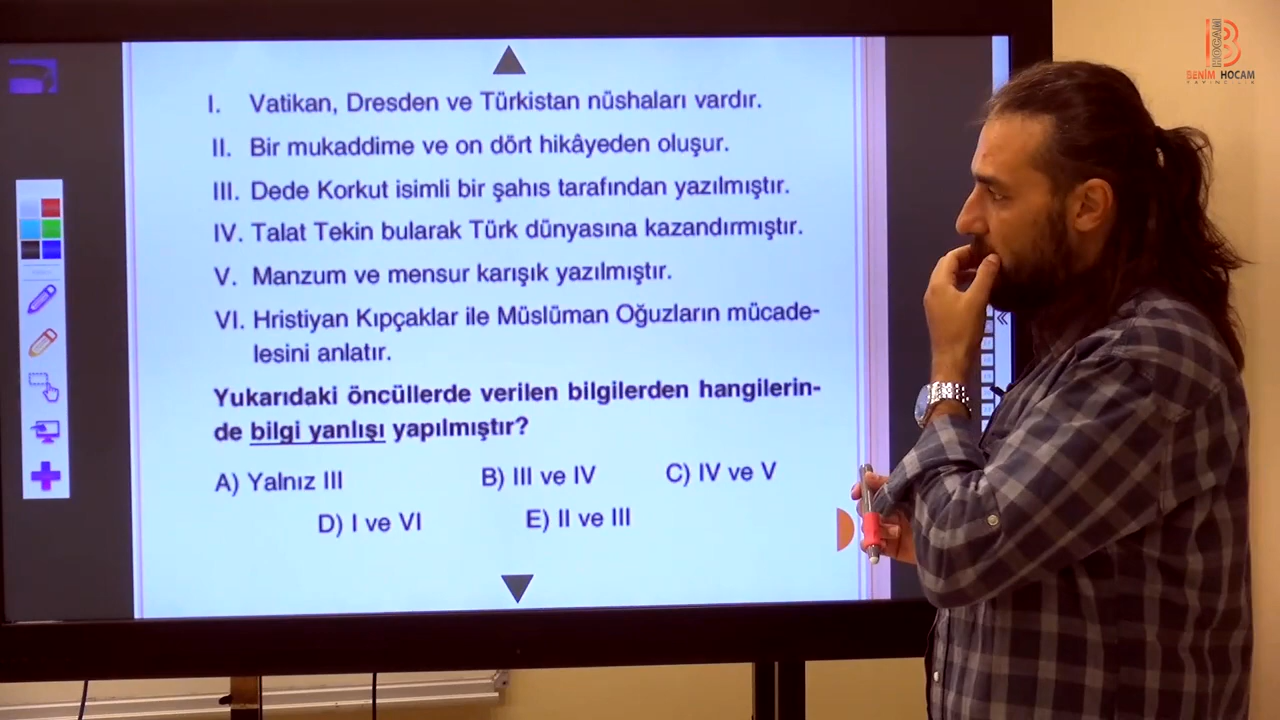 I. Vatikan, Dresden ve Türkistan nüshaları vardır.
II. Bir mukaddime ve on dört hikâyeden oluşur.
III. Dede Korkut isimli bir şahıs tarafından yazılmıştır.
IV. Talat Tekin bularak Türk dünyasına kazandırmıştır.
V. Manzum ve mensur karışık yazılmıştır.
VI. Hristiyan Kıpçaklar ile Müslüman Oğuzların mücade-
lesini anlatır.
Yukarıdaki öncüllerde verilen bilgilerden hangilerin-
de bilgi yanlışı yapılmıştır?
A) Yalnız III B) III ve IV C) IV ve V
D) I ve VI E) II ve III
B HOCAM
BENİM HOCAM
YAYINCILIK